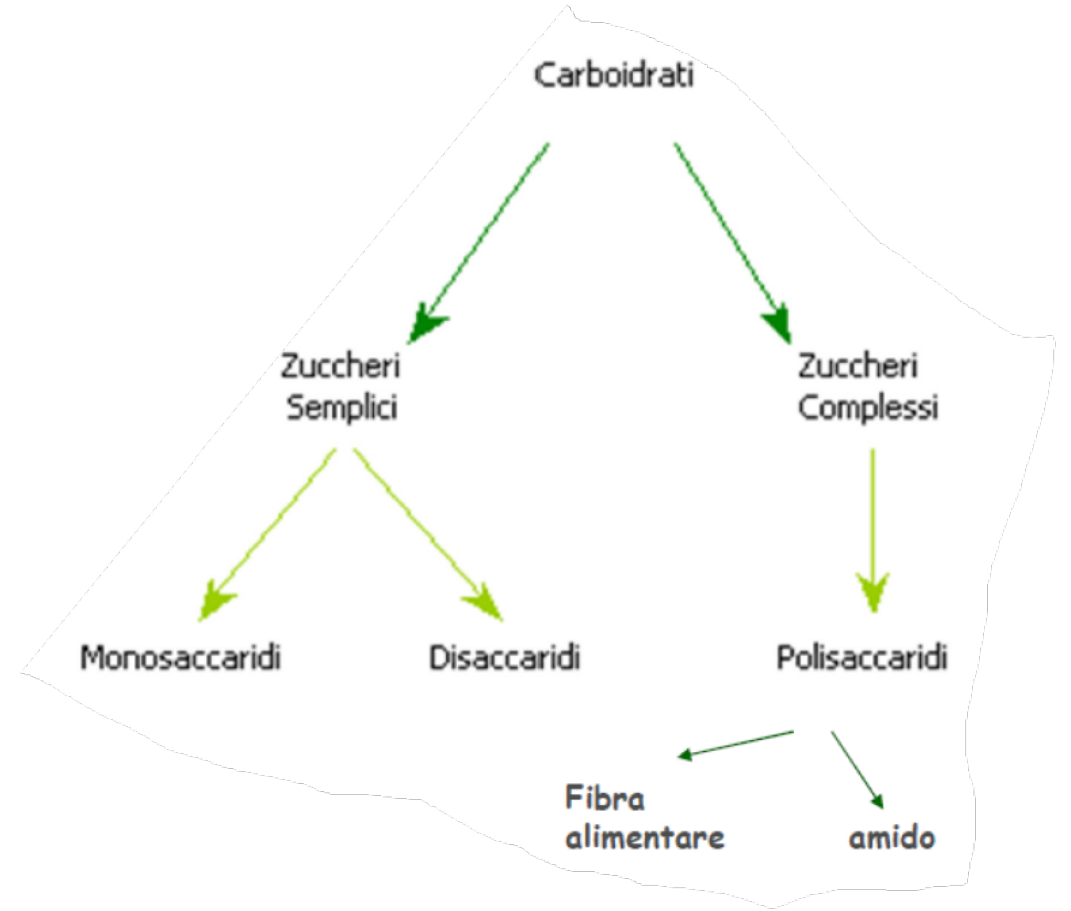 Carboidrati
Zuccheri
Semplici
Zuccheri
Complessi
Monosaccaridi
Disaccaridi
Polisaccaridi
Fibra
alimentare
amido